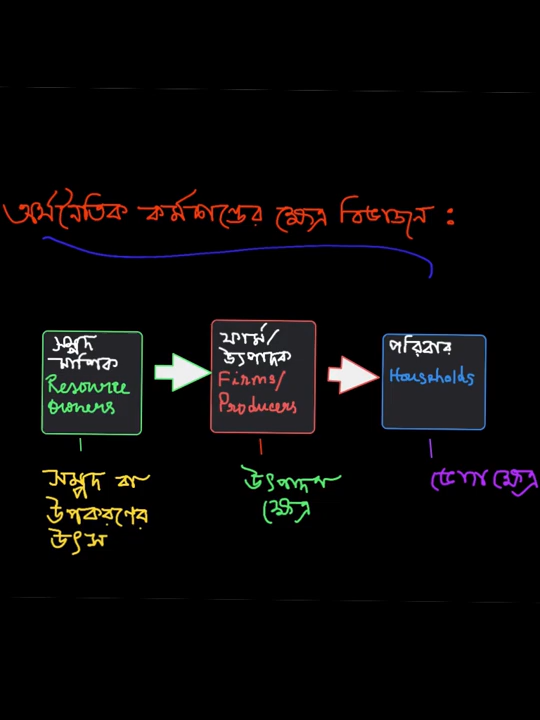 অর্থনৈতিক কর্মকান্ডের ক্ষেত্র বিভাজন :
সম্পদ
মালিক
Resource
Owners
ফার্ম/
উৎপাদক
Firms/
Producers
পরিবার
Households
সম্পদ বা
উপকরণের
উৎস
উৎপাদন
ক্ষেত্র
ভোগ ক্ষেত্র